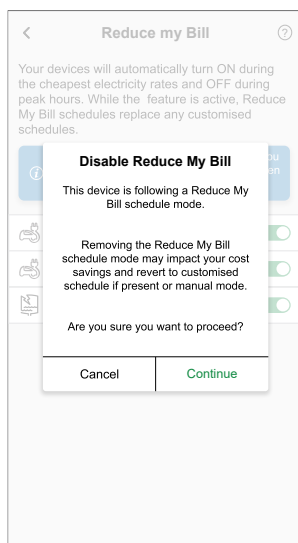 Reduce my Bill
Your devices will automatically turn ON during
the cheapest electricity rates and OFF during
peak hours. While the feature is active, Reduce
My Bill schedules replace any customised
schedules.
Disable Reduce My Bill
This device is following a Reduce My
Bill schedule mode.
Removing the Reduce My Bill
schedule mode may impact your cost
savings and revert to customised
schedule if present or manual mode.
Are you sure you want to proceed?
Cancel
Continue